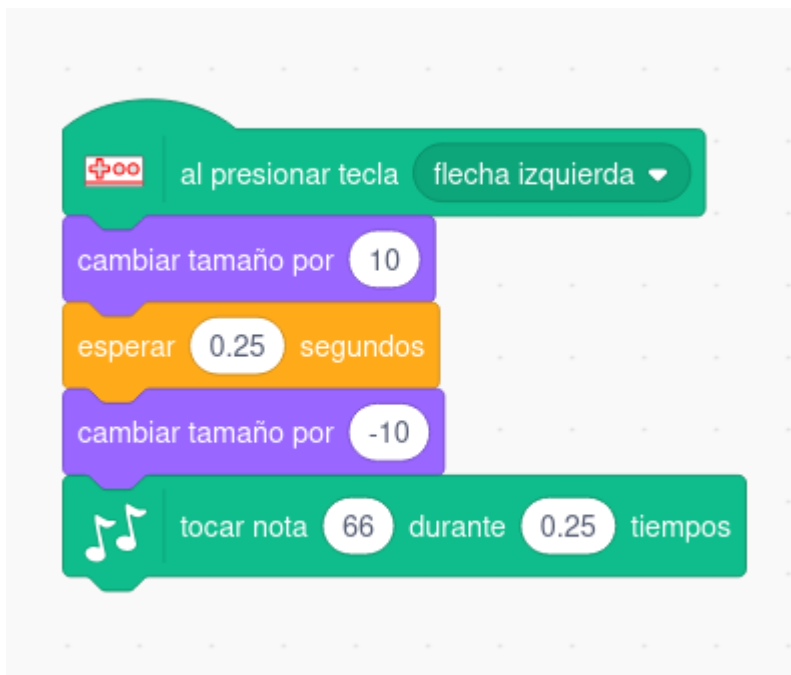 al presionar tecla flecha izquierda
cambiar tamaño por 10
esperar 0.25 segundos
cambiar tamaño por -10
tocar nota 66 durante 0.25 tiempos